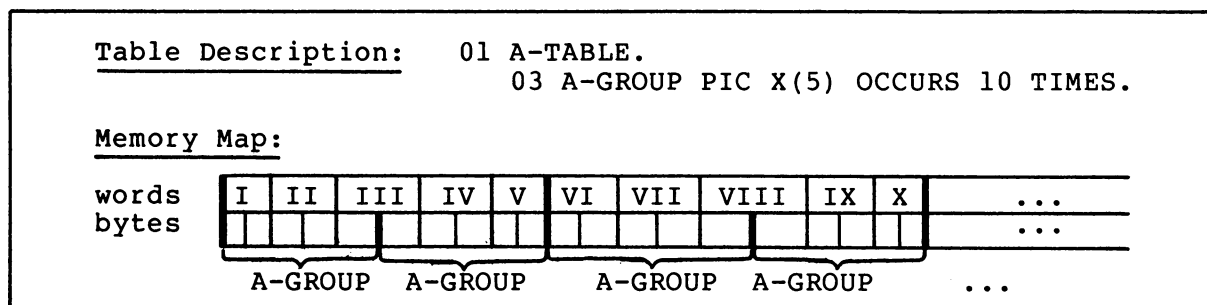 Table Description: 01 A-TABLE.
03 A-GROUP PIC X(5) OCCURS 10 TIMES.
Memory Map:
words I II III IV V VI VII VIII IX X ...
bytes ...
A-GROUP A-GROUP A-GROUP A-GROUP ...